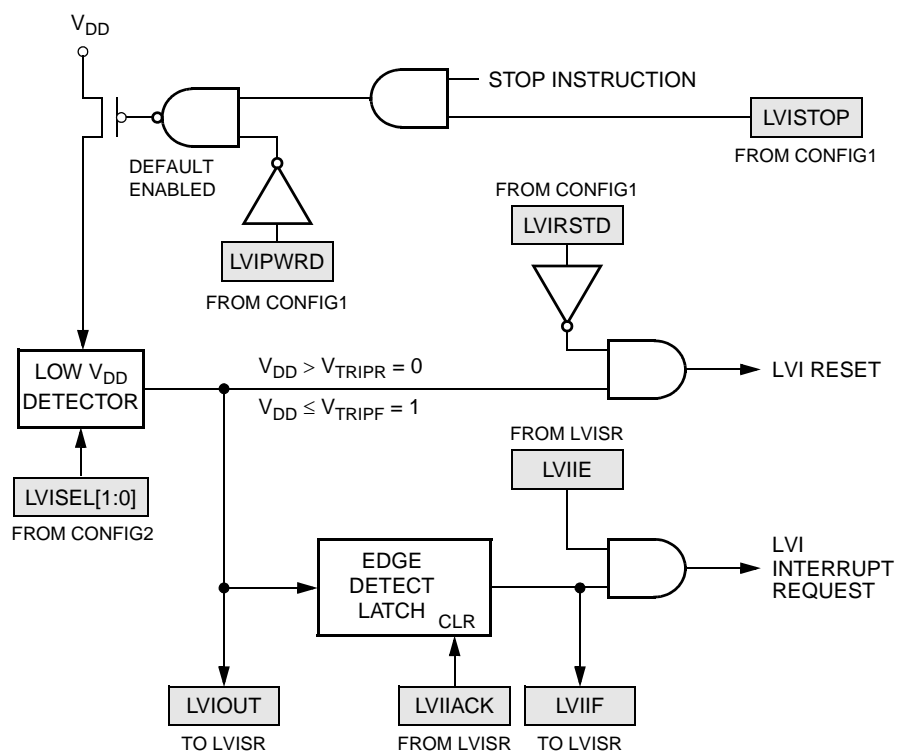 VDD
STOP INSTRUCTION
LVISTOP
FROM CONFIG1
DEFAULT
ENABLED
LVIPWRD
FROM CONFIG1
FROM CONFIG1
LVIRSTD
LOW VDD
DETECTOR
VDD > VTRIPR = 0
VDD ≤ VTRIPF = 1
LVI RESET
LVISEL[1:0]
FROM CONFIG2
FROM LVISR
LVIIE
EDGE
DETECT
LATCH
CLR
LVI
INTERRUPT
REQUEST
LVIOUT
TO LVISR
LVIIACK
FROM LVISR
LVIIF
TO LVISR